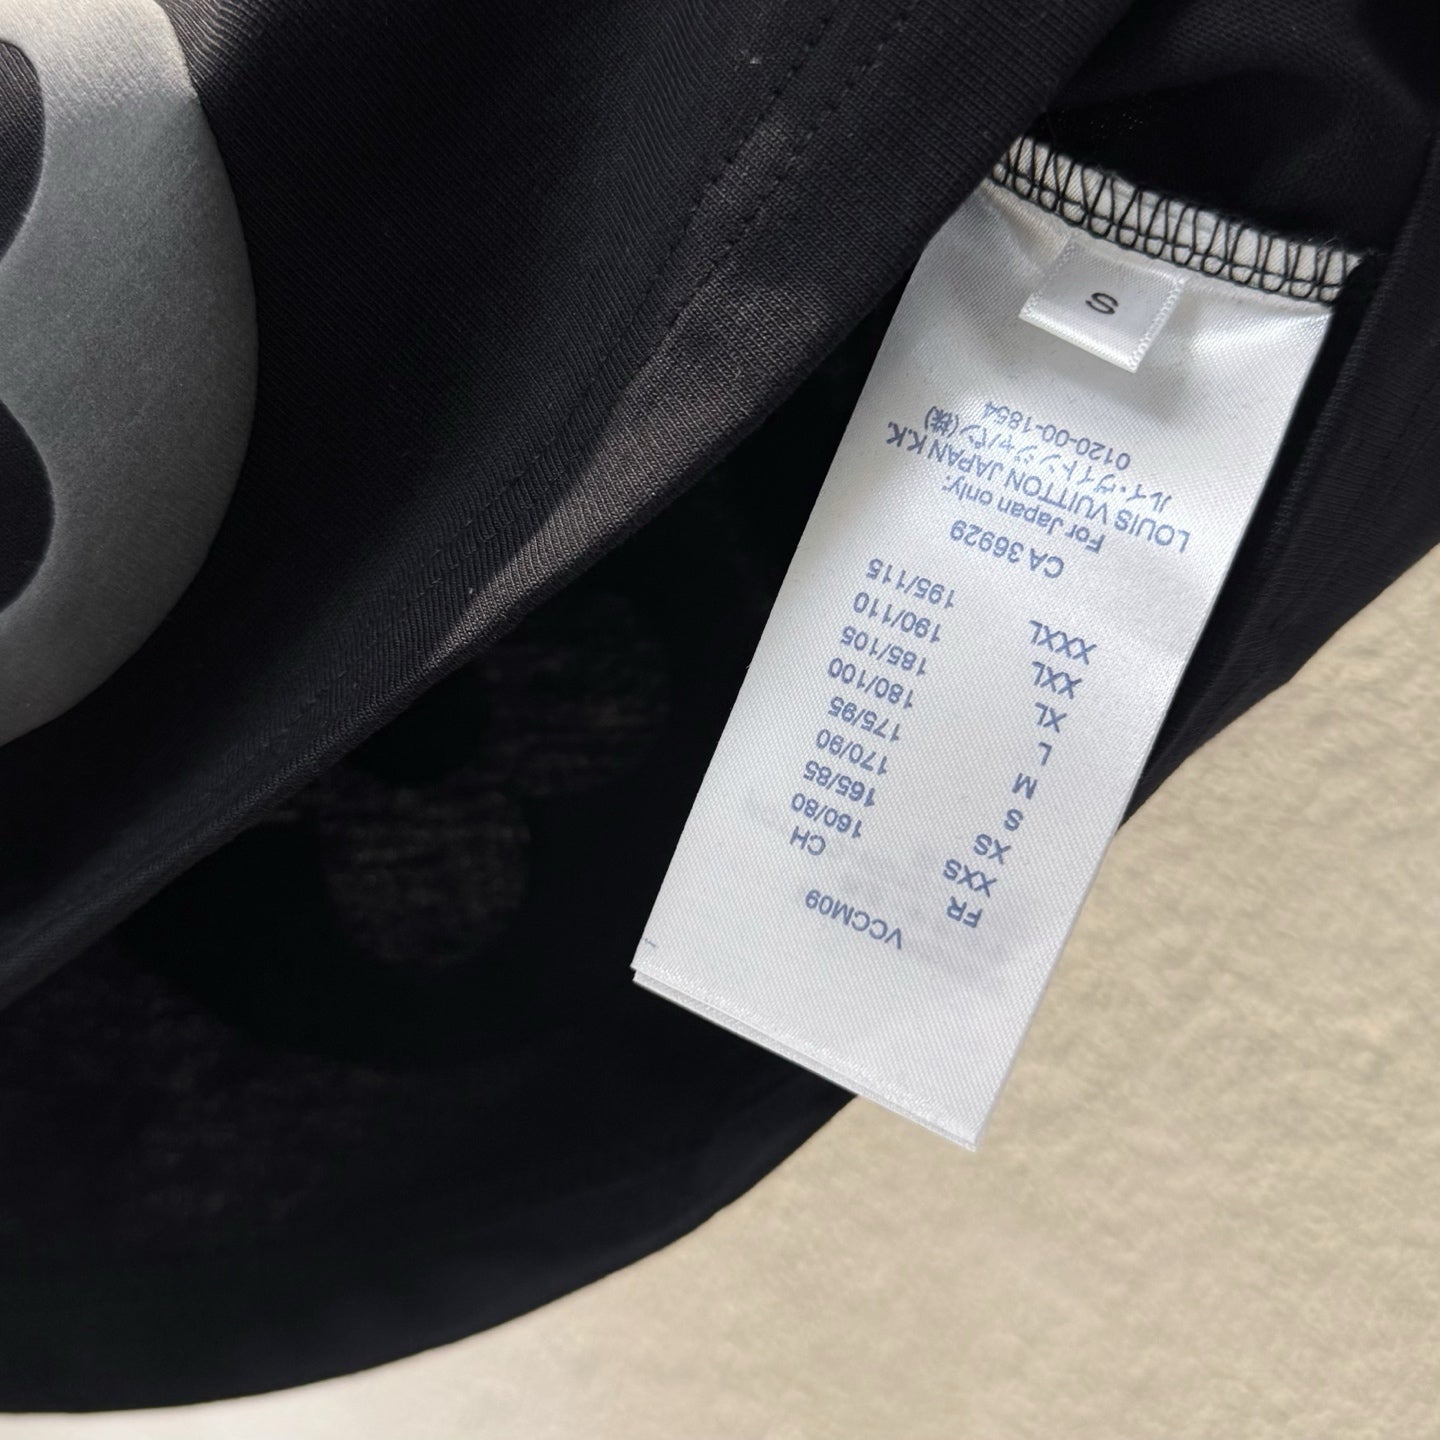 VCCM09
FR CH
XXS 160/80
XS 165/85
S 170/90
M 175/95
L 180/100
XL 185/105
XXL 190/110
XXXL 195/115
CA 36929
For Japan only:
LOUIS VUITTON JAPAN K.K.
ルイ・ヴィトンジャパン(株)
0120-00-1854
S